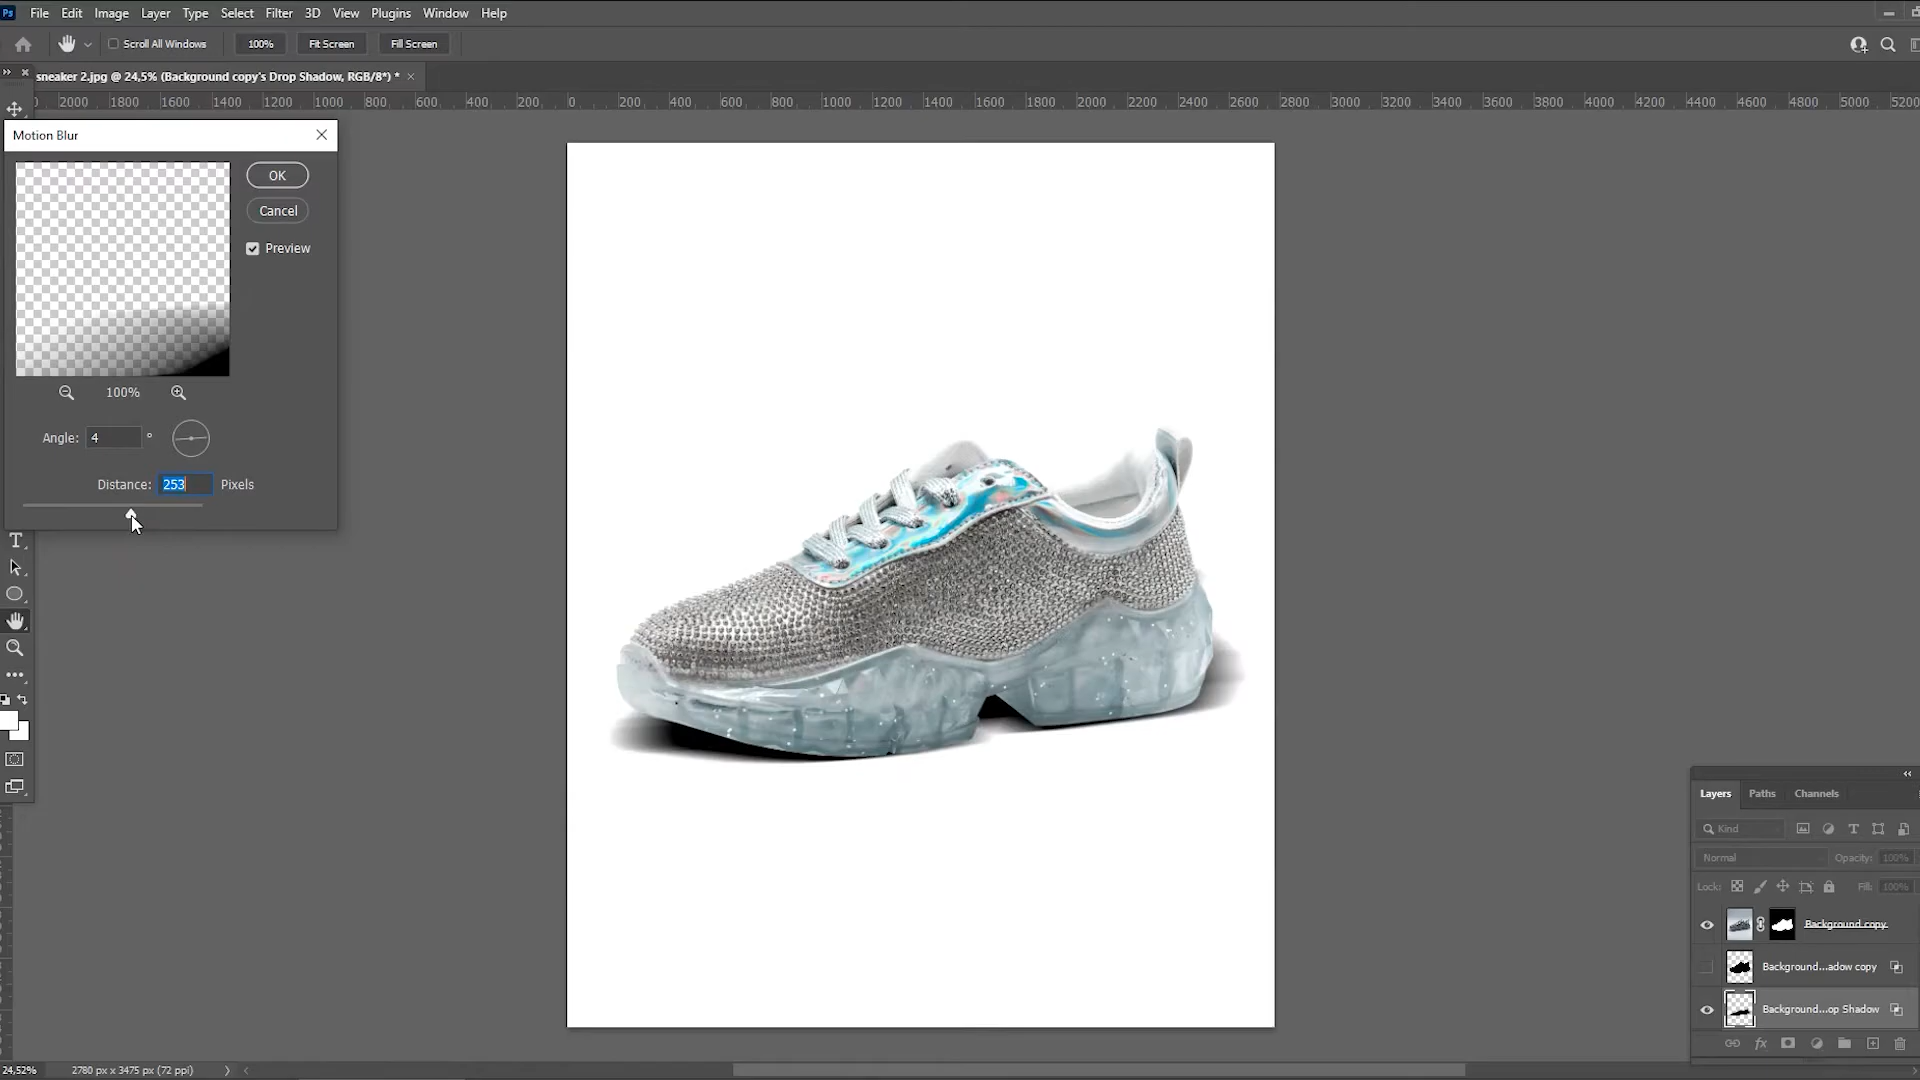 Ps File Edit Image Layer Type Select Filter 3D View Plugins Window Help
Scroll All Windows 100% Fit Screen Fill Screen
sneaker 2.jpg @ 24,5% (Background copy's Drop Shadow, RGB/8*) * ×
0 2000 1800 1600 1400 1200 1000 800 600 400 200 0 200 400 600 800 1000 1200 1400 1600 1800 2000 2200 2400 2600 2800 3000 3200 3400 3600 3800 4000 4200 4400 4600 4800 5000 5200
Motion Blur
OK
Cancel
Preview
100%
Angle: 4 °
Distance: 253 Pixels
T
Layers Paths Channels
Kind
Normal Opacity: 100%
Lock: Fill: 100%
Background copy
Background...adow copy
Background...op Shadow
fx
24,52% 2780 px x 3475 px (72 ppi)